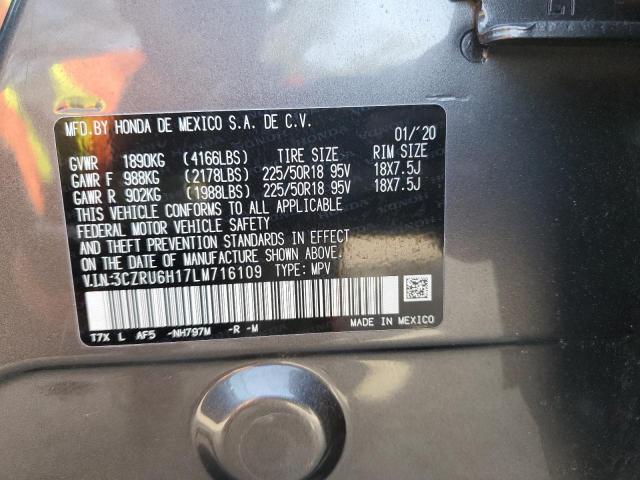 MFD.BY HONDA DE MEXICO S.A. DE C.V. 01/'20
GVWR 1890KG (4166LBS) TIRE SIZE RIM SIZE
GAWR F 988KG (2178LBS) 225/50R18 95V 18X7.5J
GAWR R 902KG (1988LBS) 225/50R18 95V 18X7.5J
THIS VEHICLE CONFORMS TO ALL APPLICABLE
FEDERAL MOTOR VEHICLE SAFETY
AND THEFT PREVENTION STANDARDS IN EFFECT
ON THE DATE OF MANUFACTURE SHOWN ABOVE.
V.I.N:3CZRU6H17LM716109 TYPE: MPV
T7X L AF5 -NH797M -R -M MADE IN MEXICO